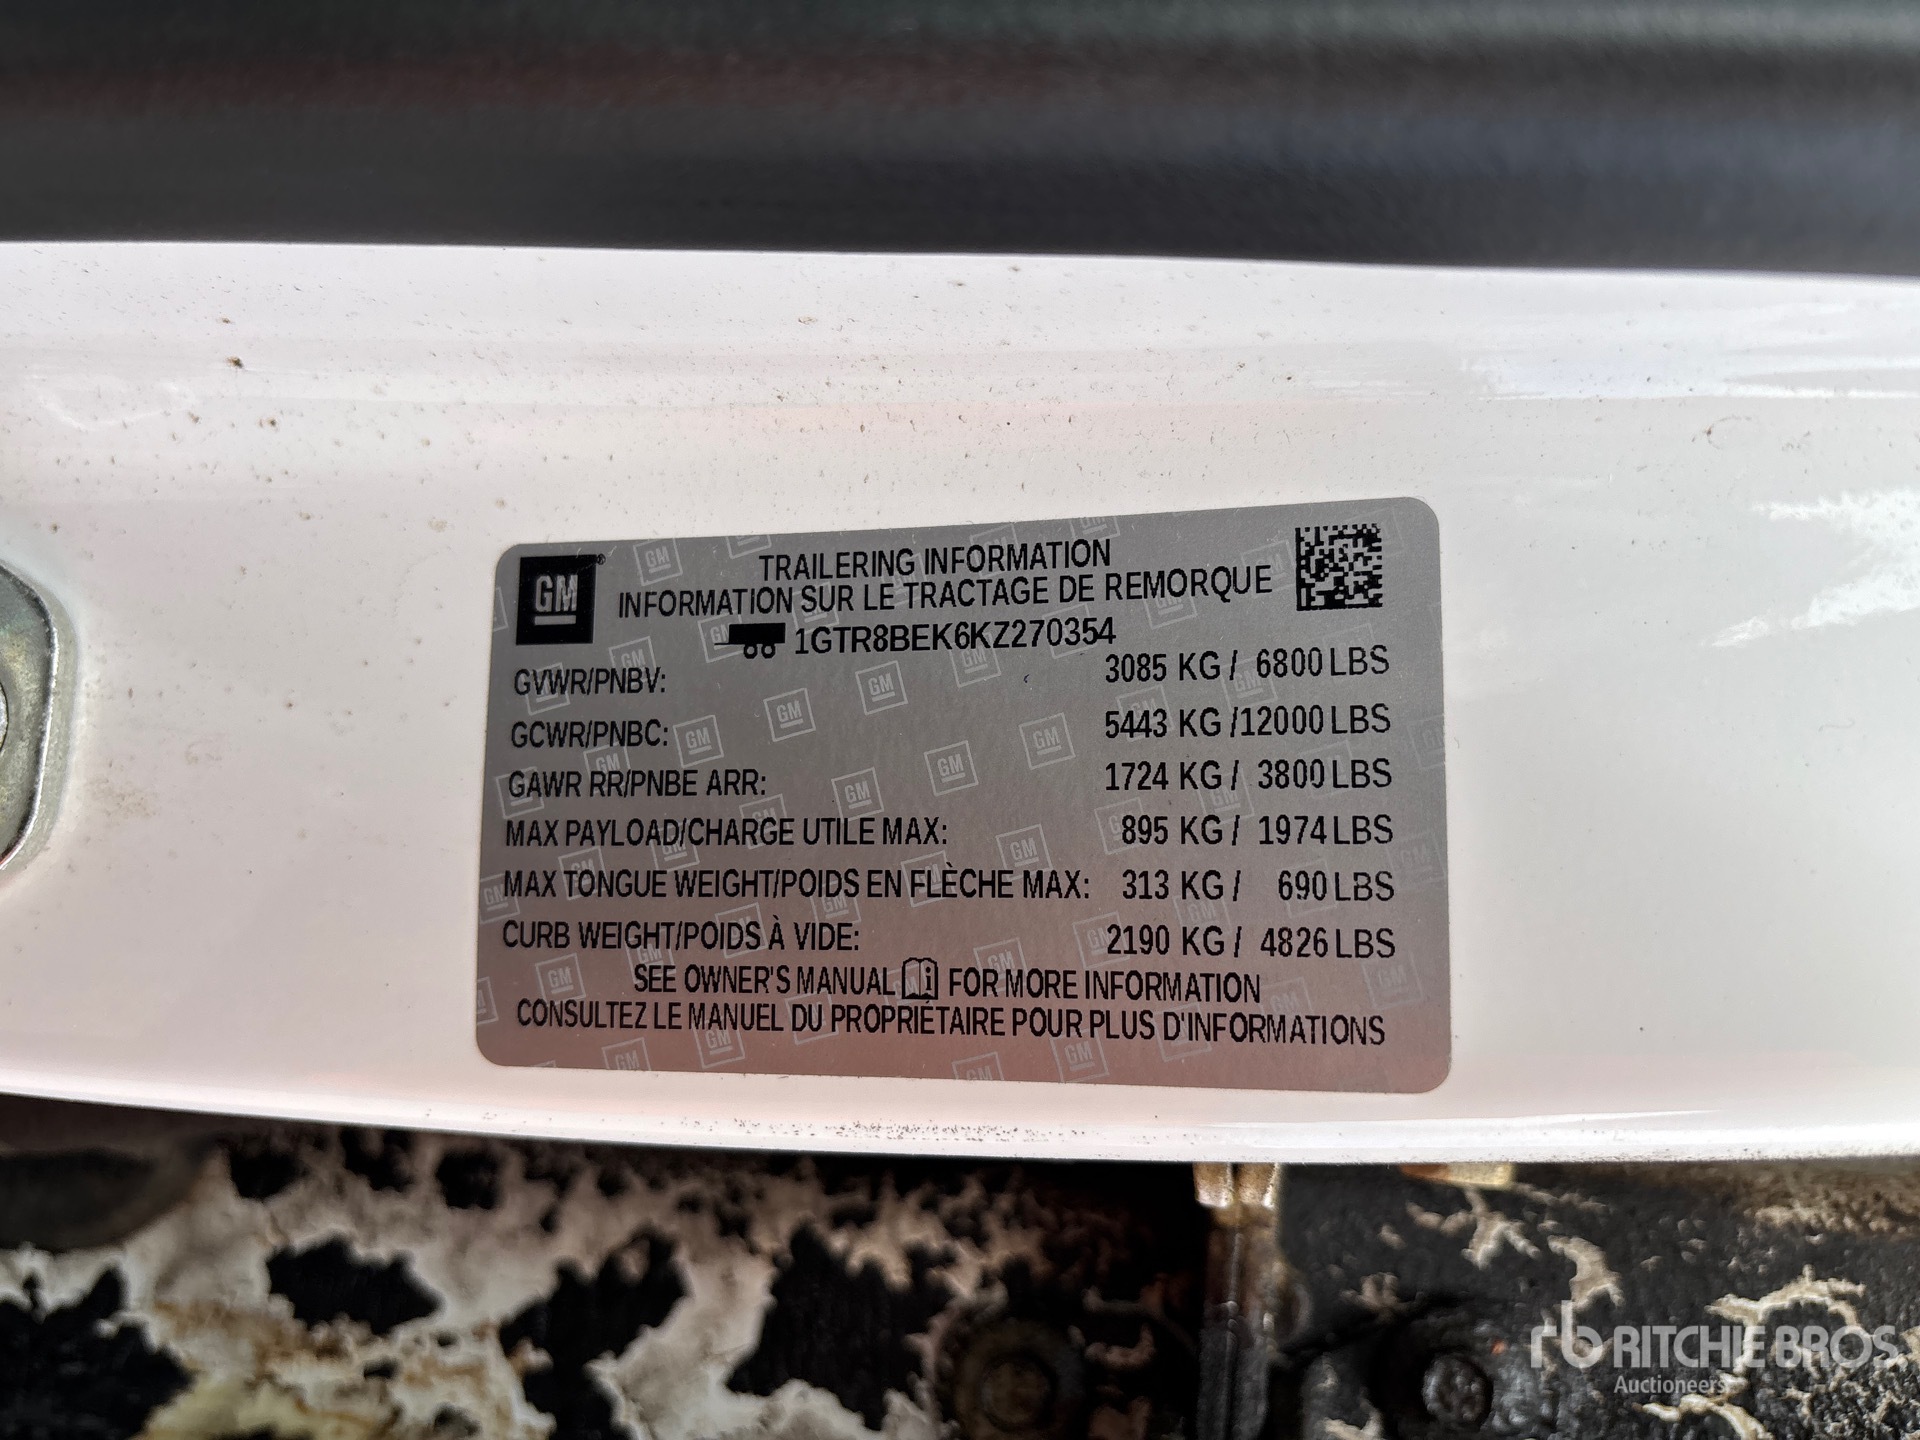 GM
TRAILERING INFORMATION
INFORMATION SUR LE TRACTAGE DE REMORQUE
1GTR8BEK6KZ270354
GVWR/PNBV: 3085 KG / 6800 LBS
GCWR/PNBC: 5443 KG /12000 LBS
GAWR RR/PNBE ARR: 1724 KG / 3800 LBS
MAX PAYLOAD/CHARGE UTILE MAX: 895 KG / 1974 LBS
MAX TONGUE WEIGHT/POIDS EN FLÈCHE MAX: 313 KG / 690 LBS
CURB WEIGHT/POIDS À VIDE: 2190 KG / 4826 LBS
SEE OWNER'S MANUAL FOR MORE INFORMATION
CONSULTEZ LE MANUEL DU PROPRIÉTAIRE POUR PLUS D'INFORMATIONS
rb RITCHIE BROS.
Auctioneers